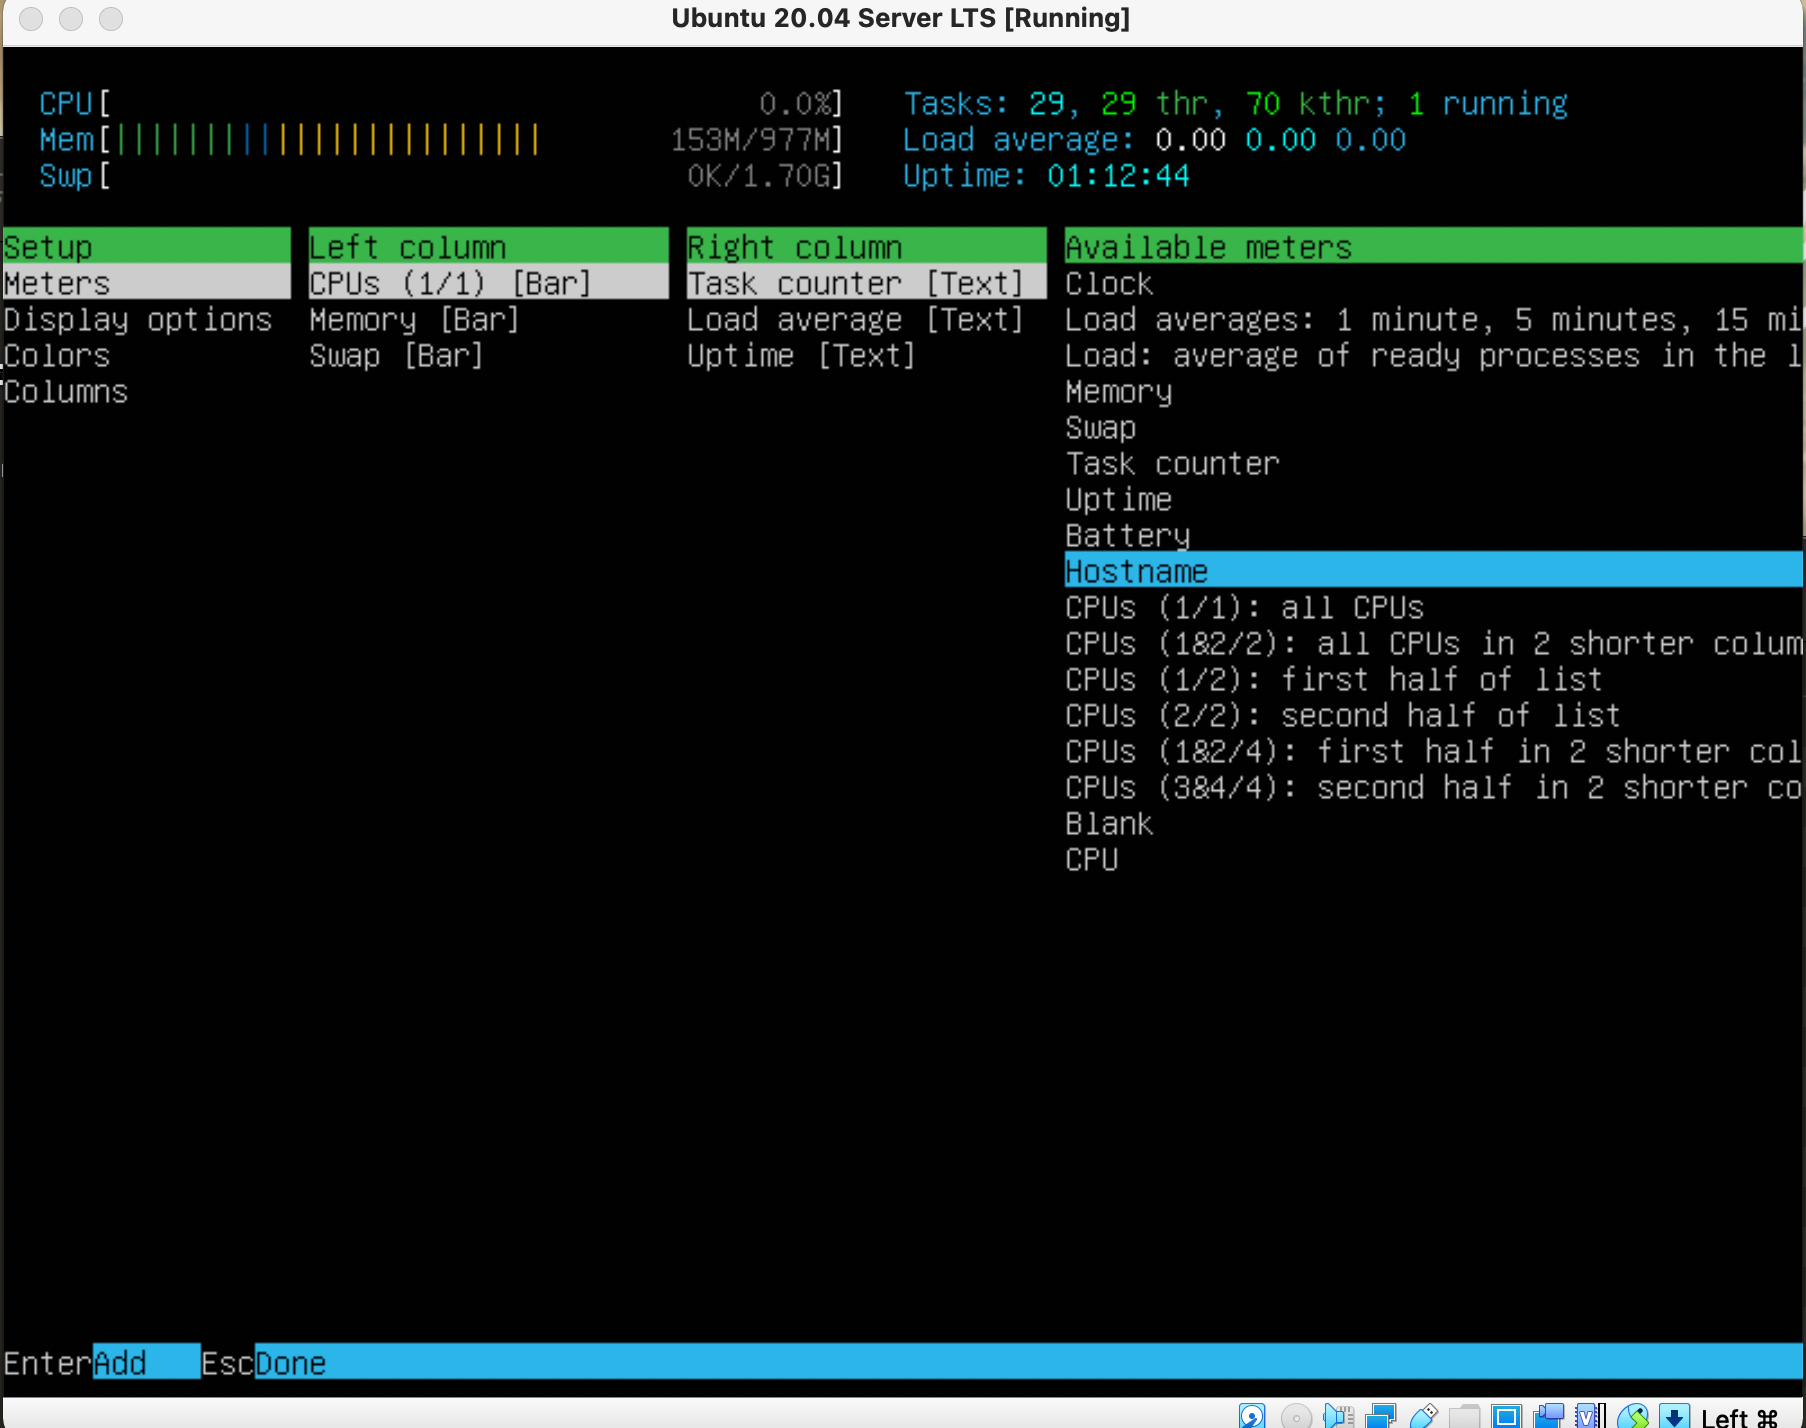 Ubuntu 20.04 Server LTS [Running]
CPU[ 0.0%] Tasks: 29, 29 thr, 70 kthr; 1 running
Mem[||||||||||||||||||||||||153M/977M] Load average: 0.00 0.00 0.00
Swp[ 0K/1.70G] Uptime: 01:12:44
Setup Left column Right column Available meters
Meters CPUs (1/1) [Bar] Task counter [Text] Clock
Display options Memory [Bar] Load average [Text] Load averages: 1 minute, 5 minutes, 15 mi
Colors Swap [Bar] Uptime [Text] Load: average of ready processes in the l
Columns Memory
Swap
Task counter
Uptime
Battery
Hostname
CPUs (1/1): all CPUs
CPUs (1&2/2): all CPUs in 2 shorter colum
CPUs (1/2): first half of list
CPUs (2/2): second half of list
CPUs (1&2/4): first half in 2 shorter col
CPUs (3&4/4): second half in 2 shorter co
Blank
CPU
EnterAdd EscDone
Left ⌘